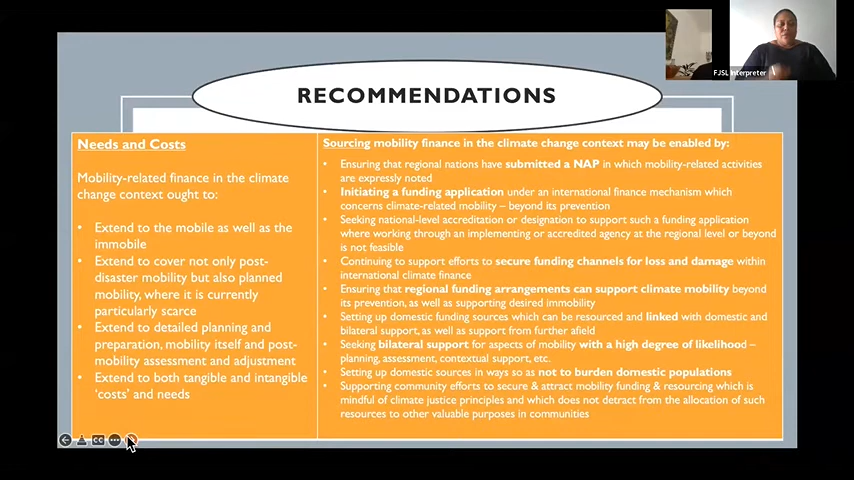 FJSL Interpreter
RECOMMENDATIONS
Needs and Costs
Mobility-related finance in the climate
change context ought to:
• Extend to the mobile as well as the
immobile
• Extend to cover not only post-
disaster mobility but also planned
mobility, where it is currently
particularly scarce
• Extend to detailed planning and
preparation, mobility itself and post-
mobility assessment and adjustment
• Extend to both tangible and intangible
'costs' and needs
Sourcing mobility finance in the climate change context may be enabled by:
• Ensuring that regional nations have submitted a NAP in which mobility-related activities
are expressly noted
• Initiating a funding application under an international finance mechanism which
concerns climate-related mobility – beyond its prevention
• Seeking national-level accreditation or designation to support such a funding application
where working through an implementing or accredited agency at the regional level or beyond
is not feasible
• Continuing to support efforts to secure funding channels for loss and damage within
international climate finance
• Ensuring that regional funding arrangements can support climate mobility beyond
its prevention, as well as supporting desired immobility
• Setting up domestic funding sources which can be resourced and linked with domestic and
bilateral support, as well as support from further afield
• Seeking bilateral support for aspects of mobility with a high degree of likelihood –
planning, assessment, contextual support, etc.
• Setting up domestic sources in ways so as not to burden domestic populations
• Supporting community efforts to secure & attract mobility funding & resourcing which is
mindful of climate justice principles and which does not detract from the allocation of such
resources to other valuable purposes in communities
CC